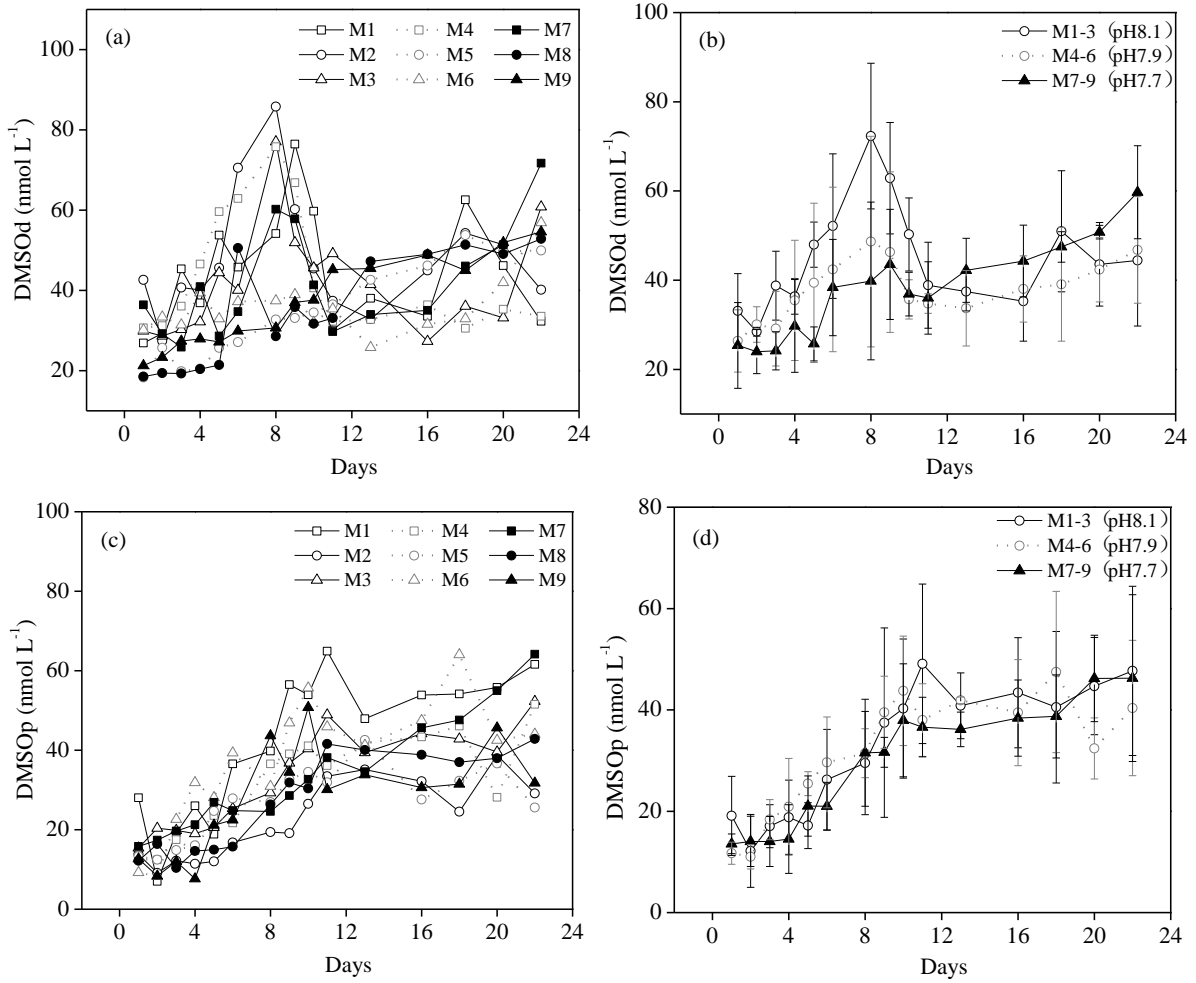 (a)
M1 M4 M7
M2 M5 M8
M3 M6 M9
DMSOd (nmol L⁻¹)
100
80
60
40
20
0 4 8 12 16 20 24
Days
(b)
M1-3 (pH8.1)
M4-6 (pH7.9)
M7-9 (pH7.7)
DMSOd (nmol L⁻¹)
100
80
60
40
20
0 4 8 12 16 20 24
Days
(c)
M1 M4 M7
M2 M5 M8
M3 M6 M9
DMSOp (nmol L⁻¹)
100
80
60
40
20
0
0 4 8 12 16 20 24
Days
(d)
M1-3 (pH8.1)
M4-6 (pH7.9)
M7-9 (pH7.7)
DMSOp (nmol L⁻¹)
80
60
40
20
0
0 4 8 12 16 20 24
Days